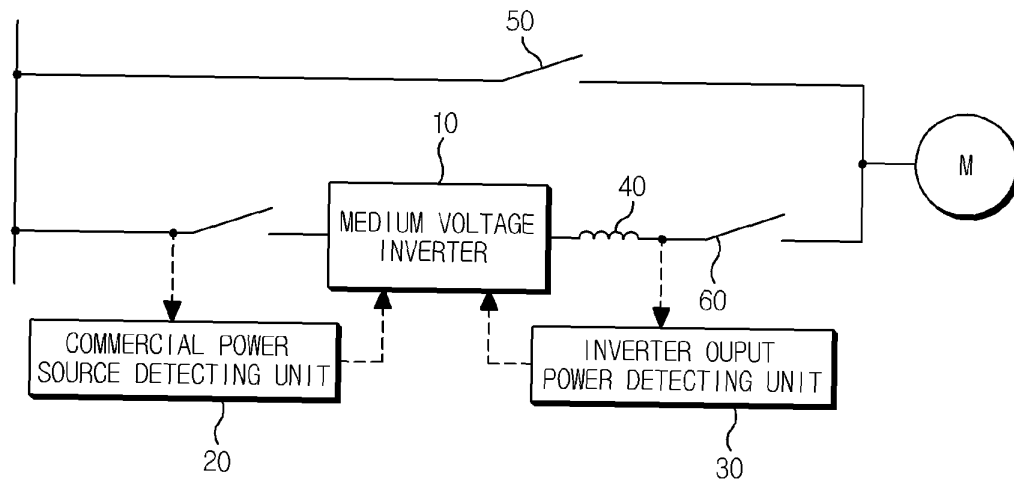 50
10
M
MEDIUM VOLTAGE
INVERTER
40
60
COMMERCIAL POWER
SOURCE DETECTING UNIT
INVERTER OUPUT
POWER DETECTING UNIT
20
30